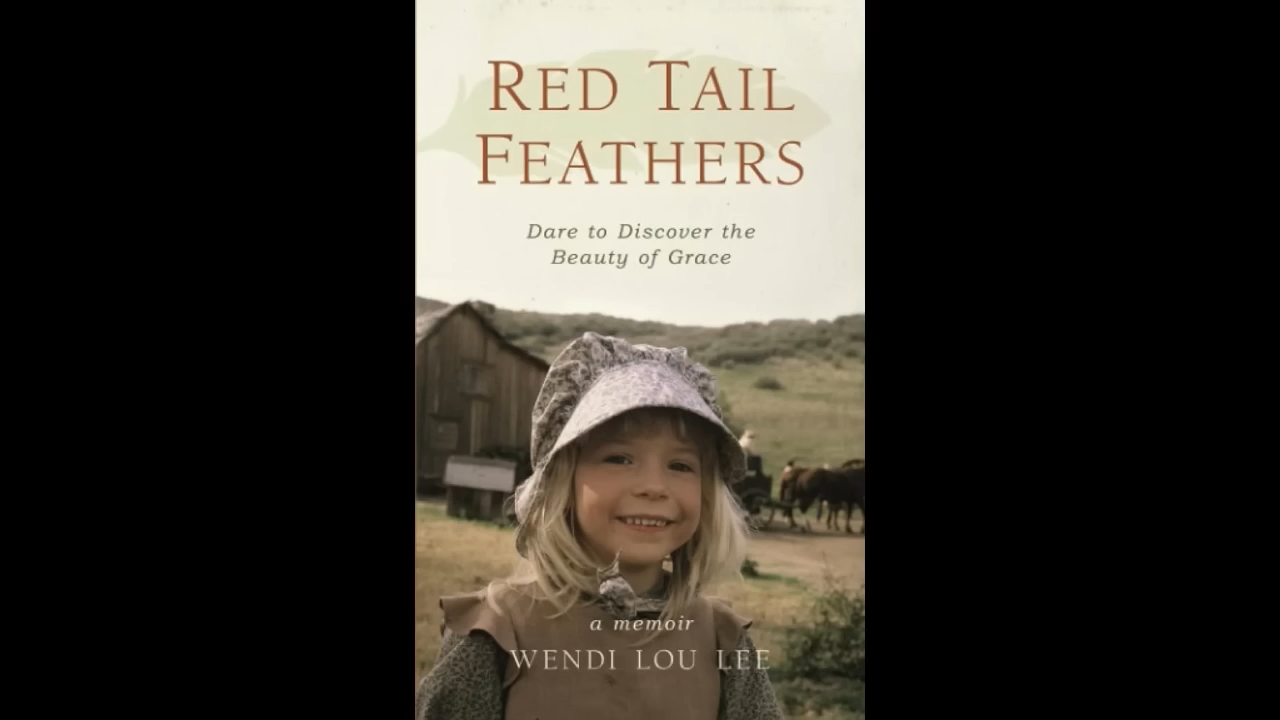 RED TAIL
FEATHERS
Dare to Discover the
Beauty of Grace
a memoir
WENDI LOU LEE